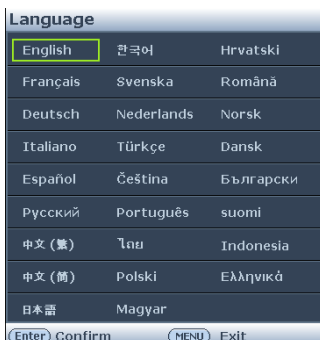 Language
English 한국어 Hrvatski
Français Svenska Română
Deutsch Nederlands Norsk
Italiano Türkçe Dansk
Español Čeština Български
Русский Português suomi
中文 (繁) ไทย Indonesia
中文 (简) Polski Ελληνικά
日本語 Magyar
Enter Confirm MENU Exit